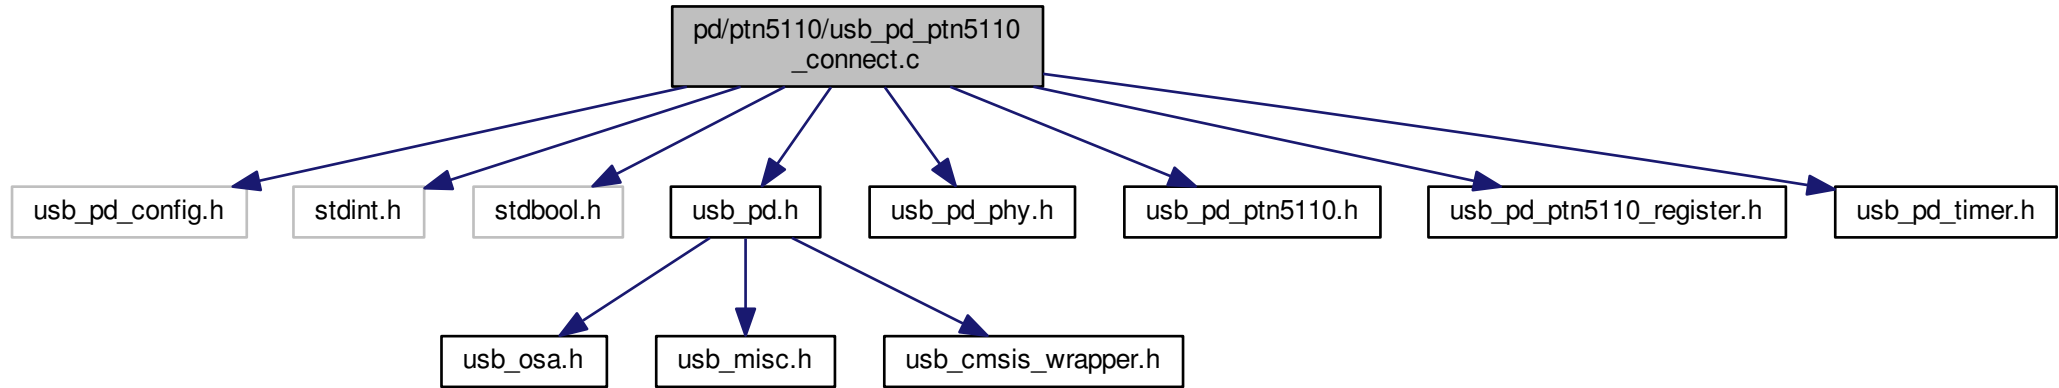 pd/ptn5110/usb_pd_ptn5110
_connect.c
usb_pd_config.h
stdint.h
stdbool.h
usb_pd.h
usb_pd_phy.h
usb_pd_ptn5110.h
usb_pd_ptn5110_register.h
usb_pd_timer.h
usb_osa.h
usb_misc.h
usb_cmsis_wrapper.h